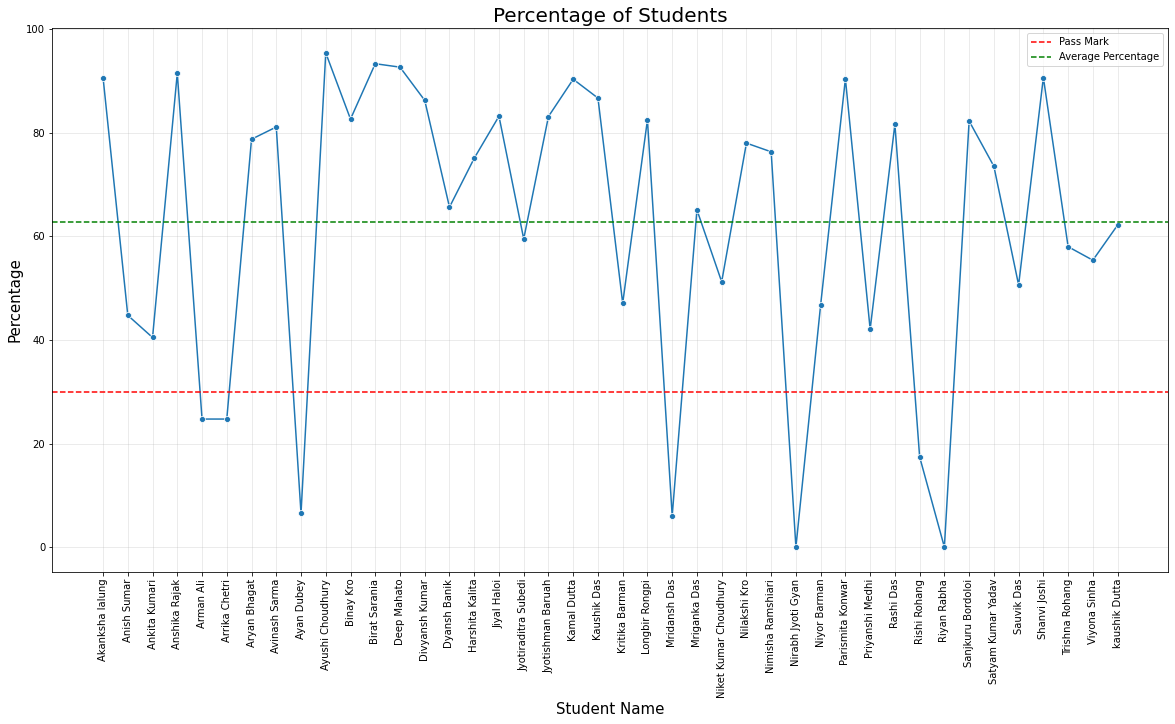 Percentage of Students
Pass Mark
Average Percentage
Percentage
100
80
60
40
20
0
Akanksha Ialung
Anish Sumar
Ankita Kumari
Anshika Rajak
Arman Ali
Arrika Chetri
Aryan Bhagat
Avinash Sarma
Ayan Dubey
Ayushi Choudhury
Binay Kro
Birat Sarania
Deep Mahato
Divyansh Kumar
Dyansh Banik
Harshita Kalita
Jiyal Haloi
Jyotiraditra Subedi
Jyotishman Baruah
Kamal Dutta
Kaushik Das
Kritika Barman
Longbir Rongpi
Mridansh Das
Mriganka Das
Niket Kumar Choudhury
Nilakshi Kro
Nimisha Ramshiari
Nirabh Jyoti Gyan
Niyor Barman
Parismita Konwar
Priyanshi Medhi
Rashi Das
Rishi Rohang
Riyan Rabha
Sanjkuru Bordoloi
Satyam Kumar Yadav
Sauvik Das
Shanvi Joshi
Trishna Rohang
Viyona Sinha
kaushik Dutta
Student Name